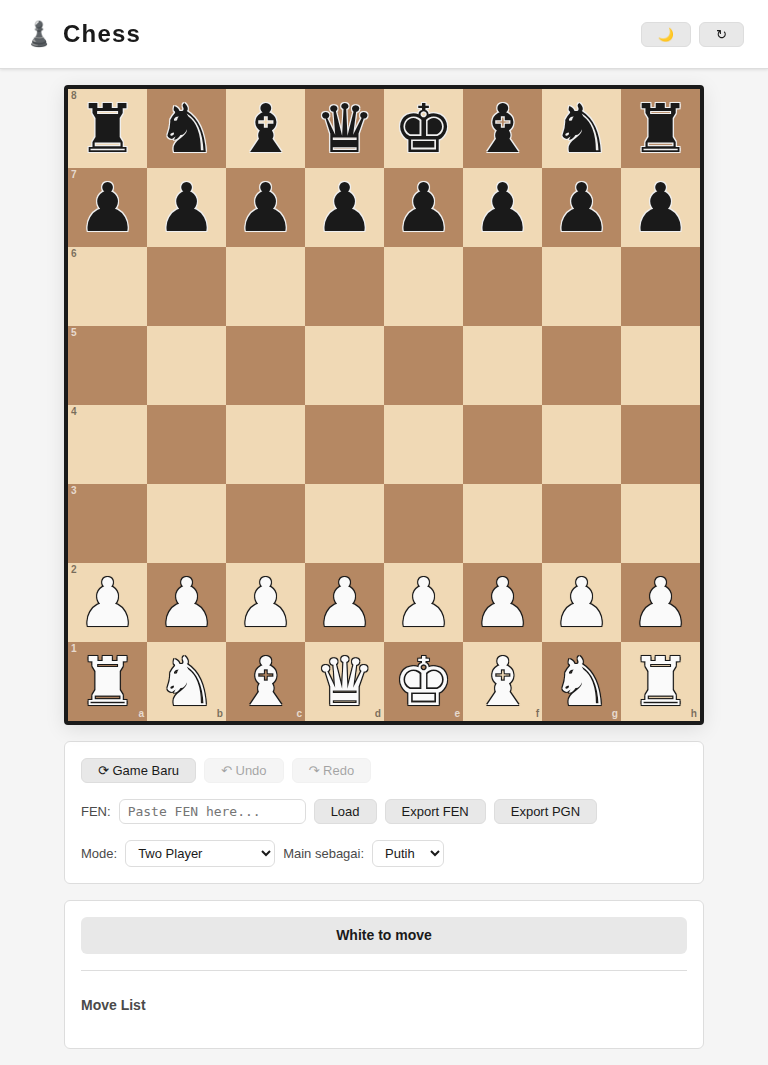 Chess
8
7
6
5
4
3
2
1
a b c d e f g h
Game Baru Undo Redo
FEN: Paste FEN here... Load Export FEN Export PGN
Mode: Two Player Main sebagai: Putih
White to move
Move List